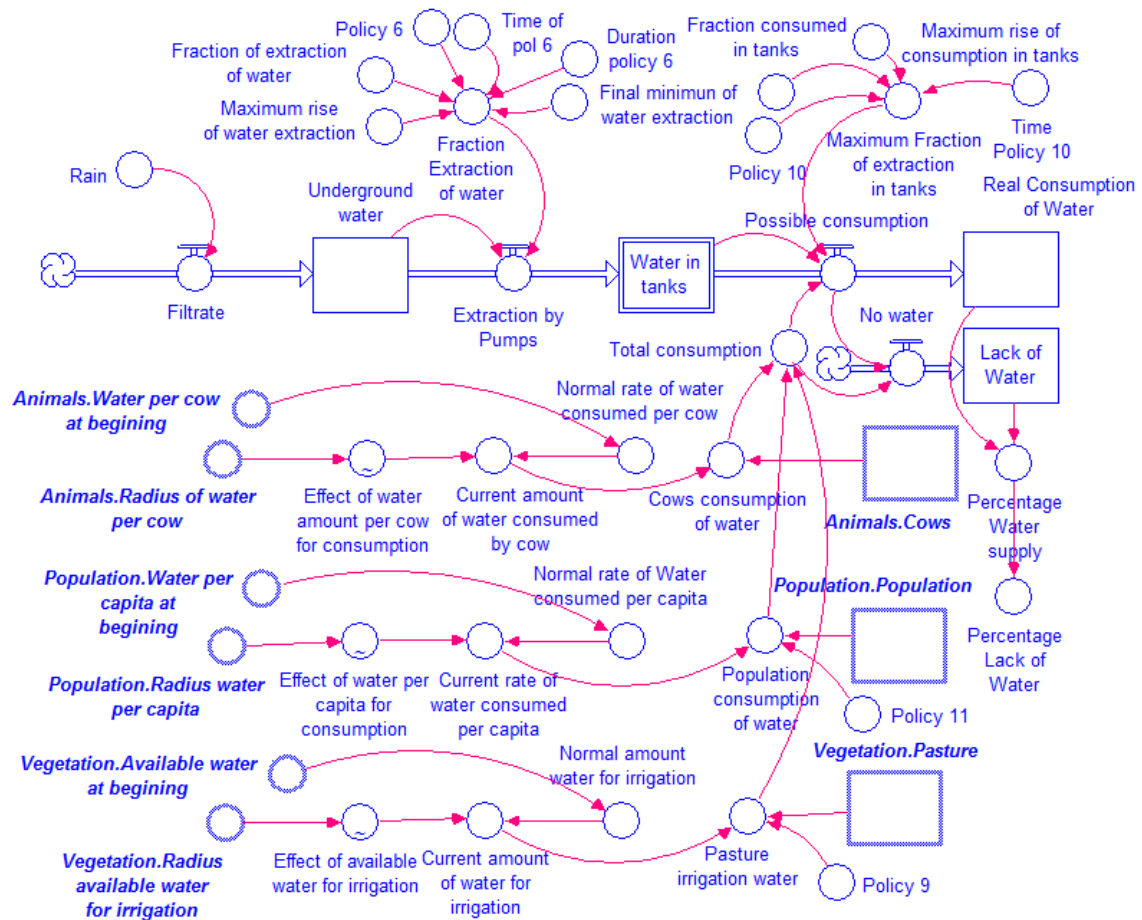 Policy 6
Time of
pol 6
Fraction of extraction
of water
Duration
policy 6
Maximum rise
of water extraction
Final minimun of
water extraction
Fraction
Extraction
of water
Fraction consumed
in tanks
Maximum rise of
consumption in tanks
Policy 10
Maximum Fraction
of extraction
in tanks
Time
Policy 10
Rain
Underground
water
Possible consumption
Real Consumption
of Water
Water in
tanks
Filtrate
Extraction by
Pumps
No water
Total consumption
Lack of
Water
Animals.Water per cow
at begining
Normal rate of water
consumed per cow
Animals.Radius of water
per cow
Effect of water
amount per cow
for consumption
Current amount
of water consumed
by cow
Cows consumption
of water
Animals.Cows
Percentage
Water
supply
Population.Water per
capita at
begining
Normal rate of Water
consumed per capita
Population.Population
Population.Radius water
per capita
Effect of water per
capita for
consumption
Current rate of
water consumed
per capita
Population
consumption
of water
Policy 11
Percentage
Lack of
Water
Vegetation.Available water
at begining
Normal amount
water for irrigation
Vegetation.Pasture
Vegetation.Radius
available water
for irrigation
Effect of available
water for irrigation
Current amount
of water for
irrigation
Pasture
irrigation water
Policy 9
~
~
~